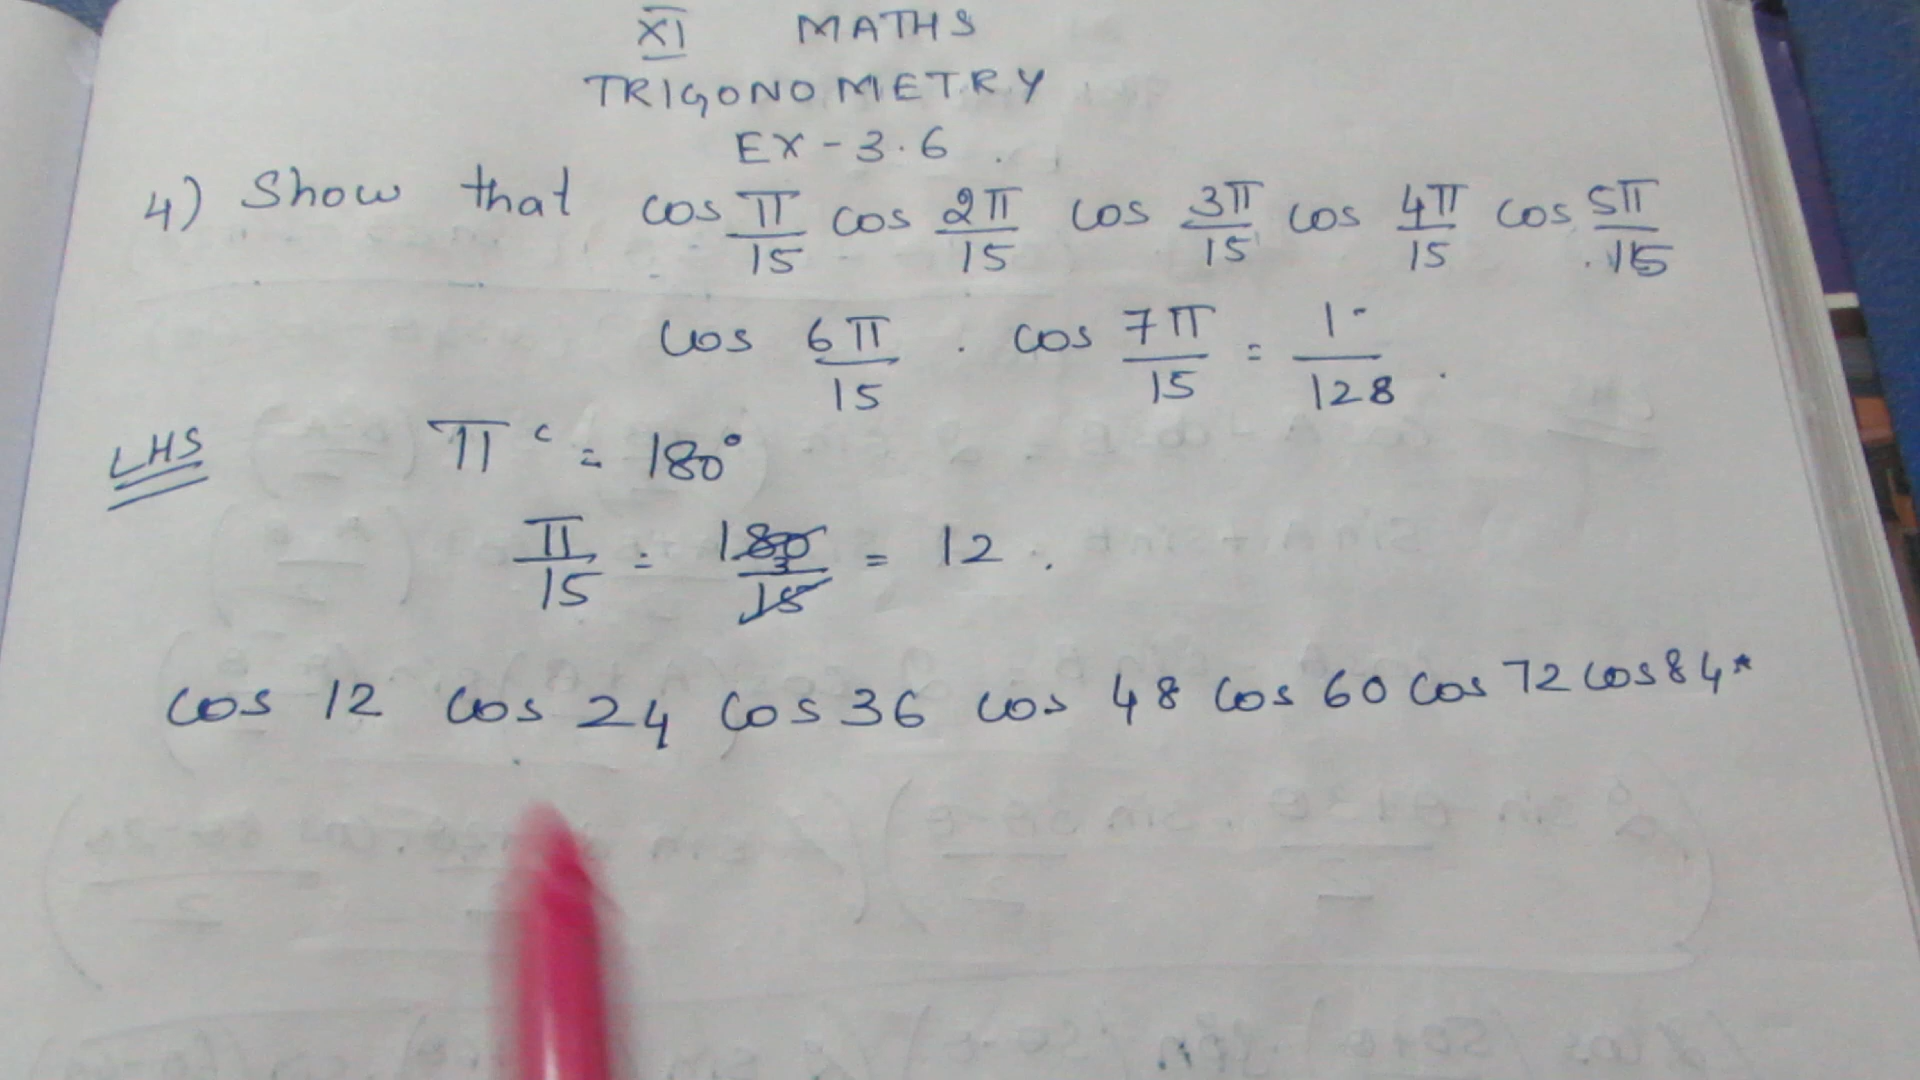 XI MATHS
TRIGONOMETRY
EX - 3.6
4) Show that cos π/15 cos 2π/15 cos 3π/15 cos 4π/15 cos 5π/15
cos 6π/15 . cos 7π/15 = 1/128 .
LHS πᶜ = 180°
π/15 = 180/15 = 12 .
cos 12 cos 24 cos 36 cos 48 cos 60 cos 72 cos 84*